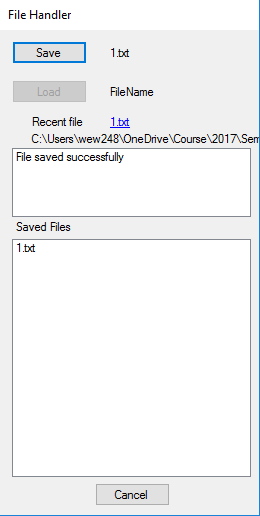 File Handler
Save 1.txt
Load FileName
Recent file 1.txt
C:\Users\wew248\OneDrive\Course\2017\Sem
File saved successfully
Saved Files
1.txt
Cancel